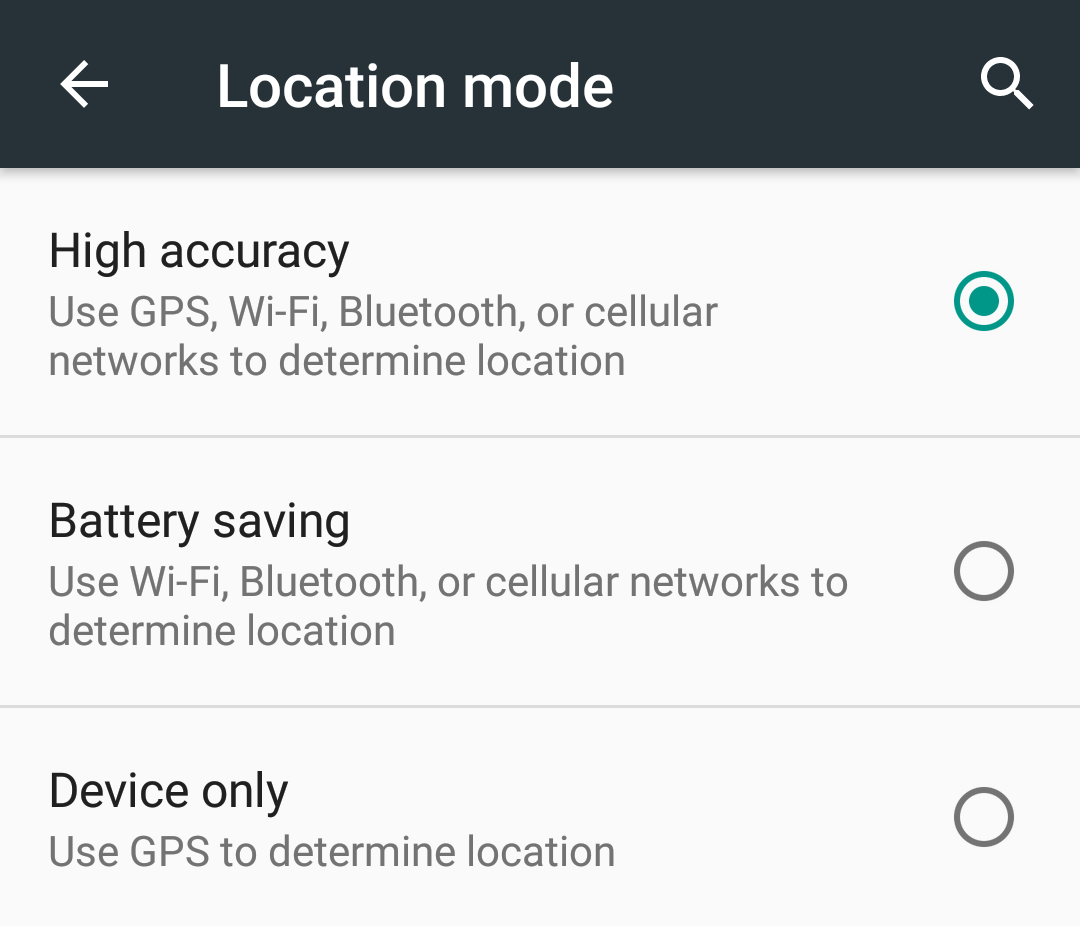 Location mode
High accuracy
Use GPS, Wi-Fi, Bluetooth, or cellular
networks to determine location
Battery saving
Use Wi-Fi, Bluetooth, or cellular networks to
determine location
Device only
Use GPS to determine location